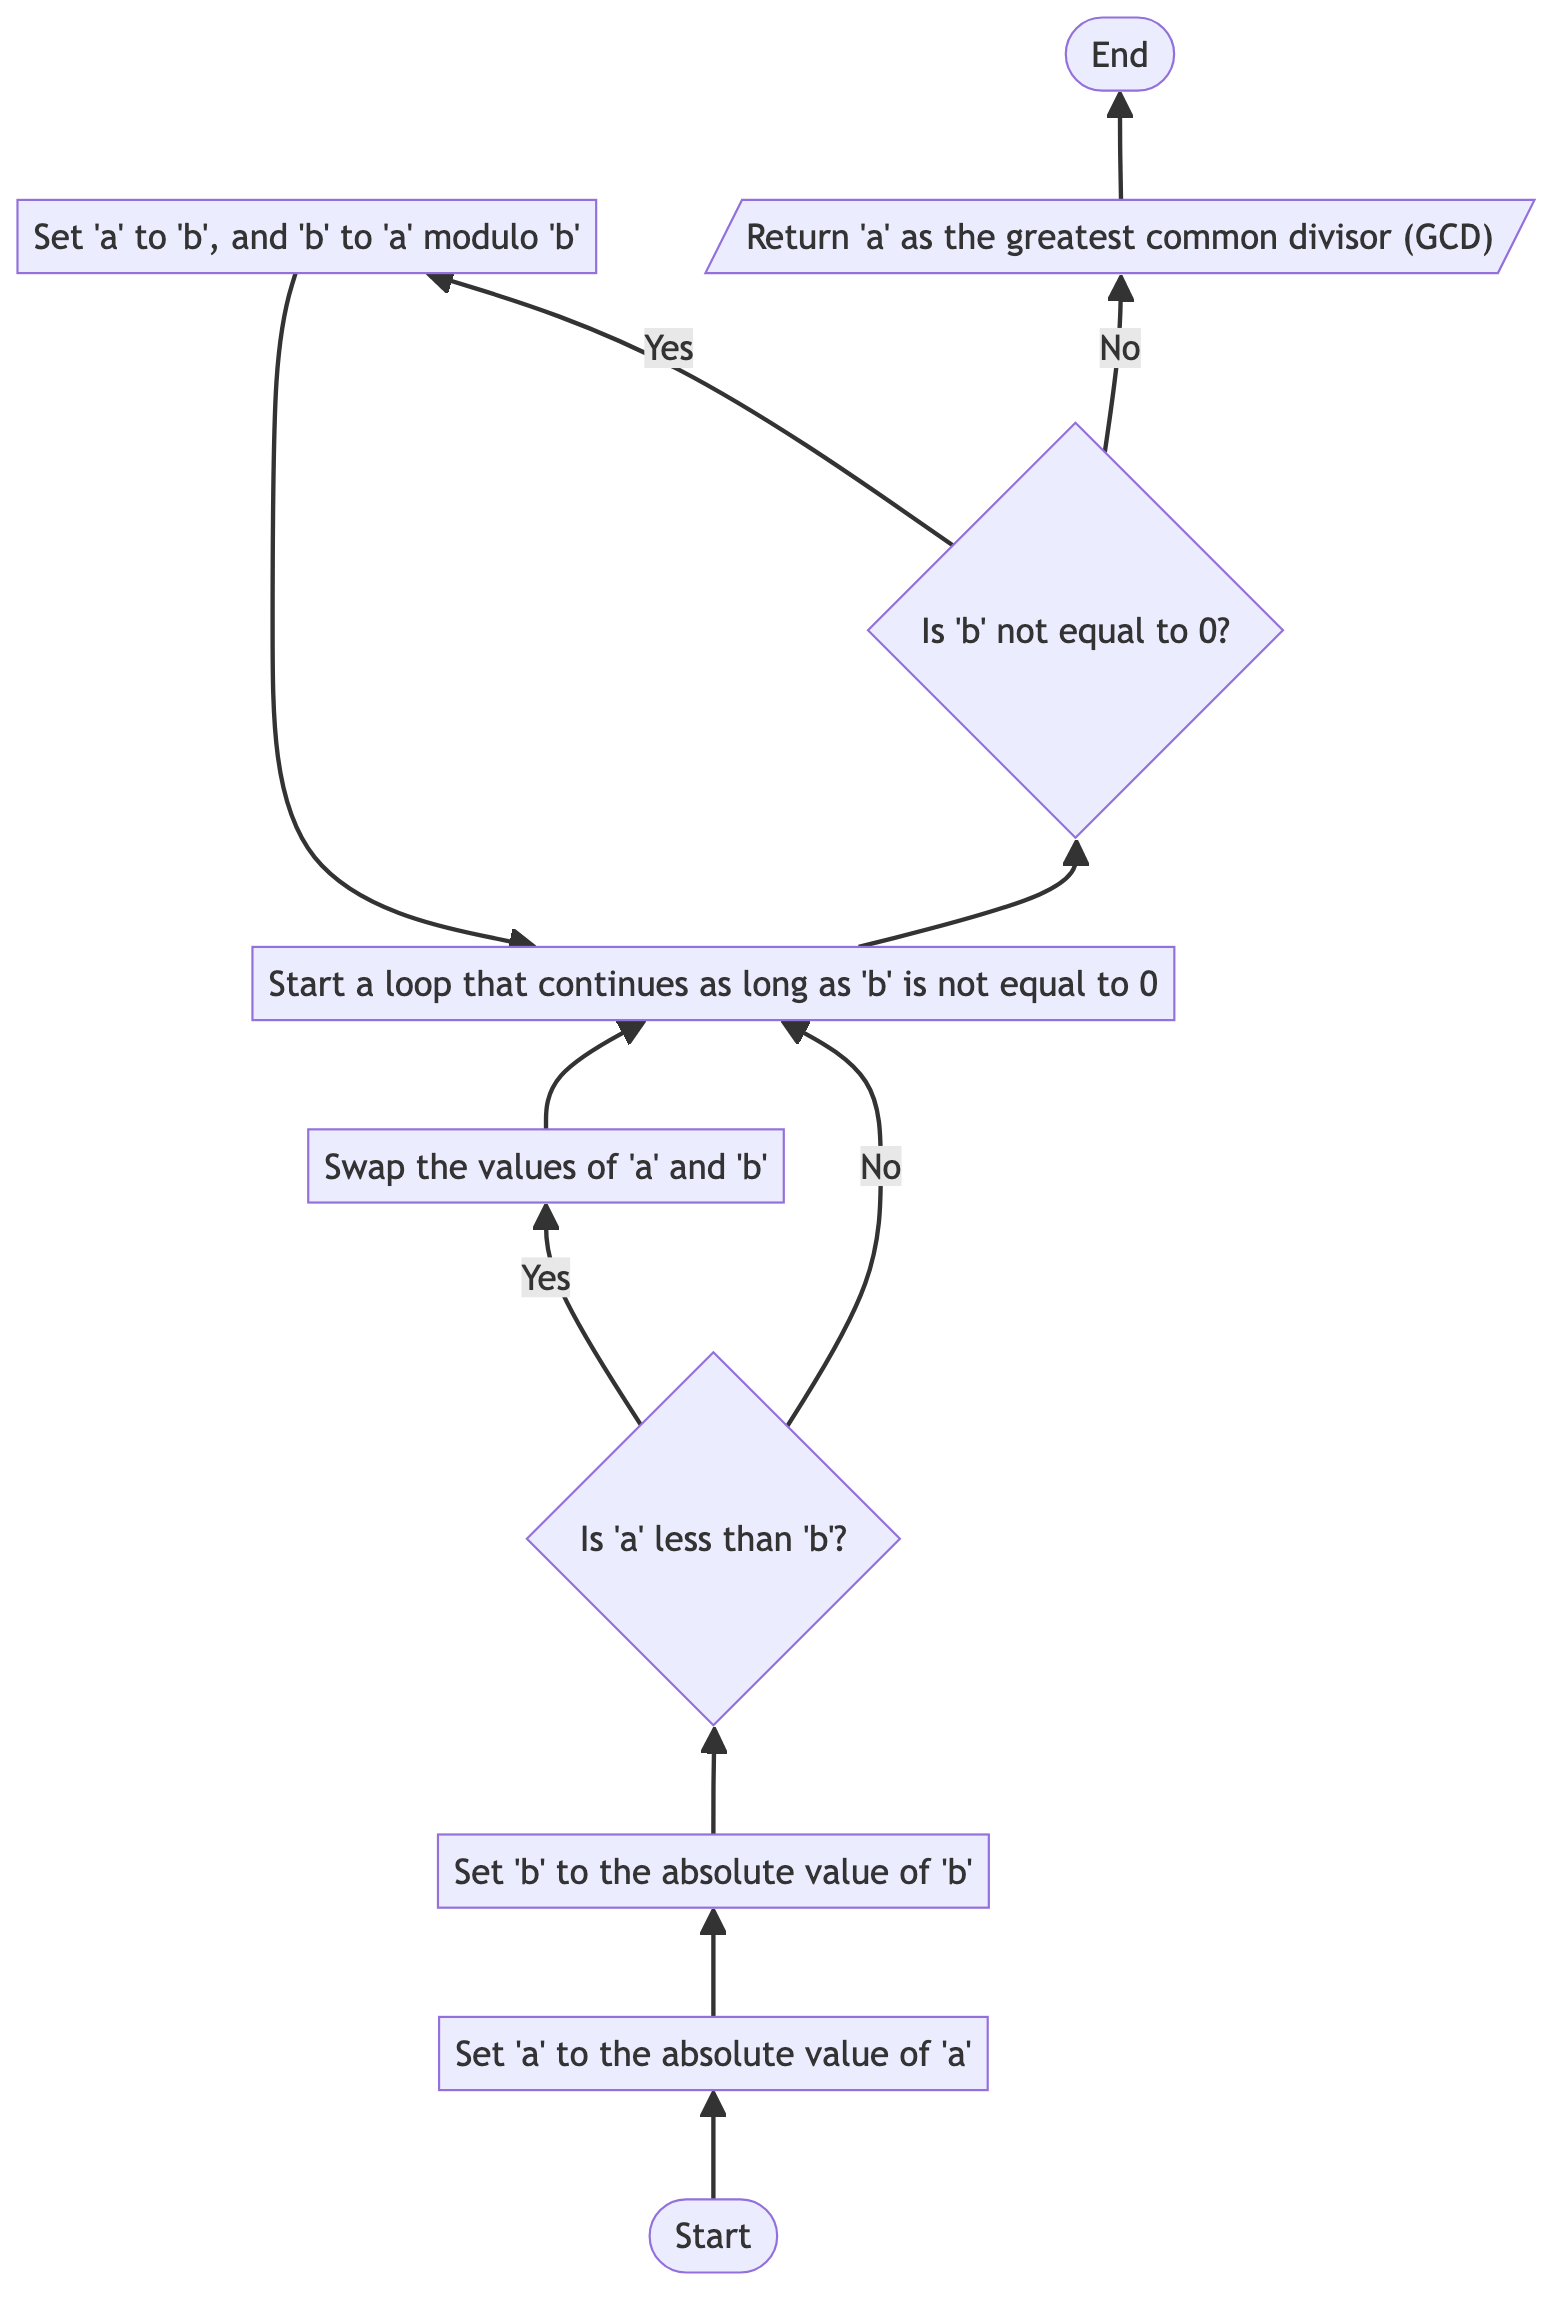 End
Set 'a' to 'b', and 'b' to 'a' modulo 'b'
Return 'a' as the greatest common divisor (GCD)
Yes
No
Is 'b' not equal to 0?
Start a loop that continues as long as 'b' is not equal to 0
Swap the values of 'a' and 'b'
No
Yes
Is 'a' less than 'b'?
Set 'b' to the absolute value of 'b'
Set 'a' to the absolute value of 'a'
Start